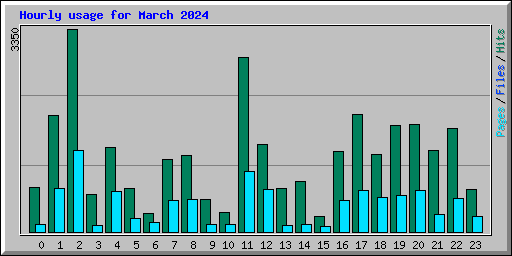 Hourly usage for March 2024
3350
Pages/Files/Hits
0 1 2 3 4 5 6 7 8 9 10 11 12 13 14 15 16 17 18 19 20 21 22 23